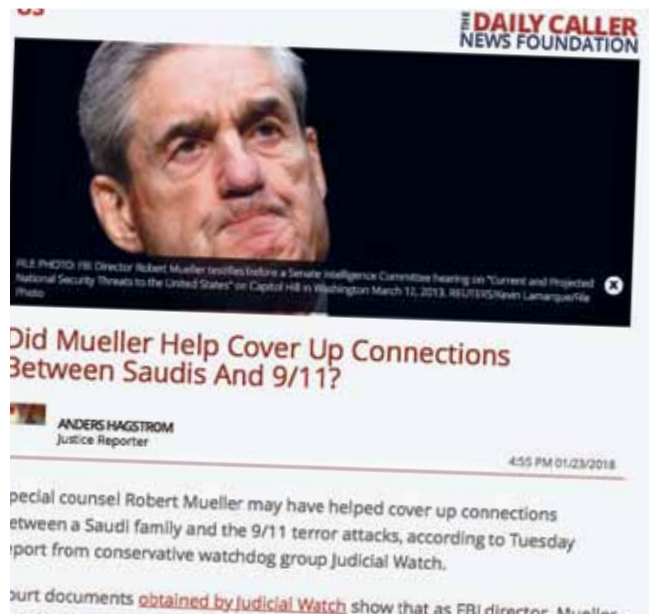 US
THE DAILY CALLER
NEWS FOUNDATION
FILE PHOTO: FBI Director Robert Mueller testifies before a Senate Intelligence Committee hearing on "Current and Projected
National Security Threats to the United States" on Capitol Hill in Washington March 12, 2013. REUTERS/Kevin Lamarque/File
Photo
Did Mueller Help Cover Up Connections
Between Saudis And 9/11?
ANDERS HAGSTROM
Justice Reporter
4:55 PM 01/23/2018
pecial counsel Robert Mueller may have helped cover up connections
etween a Saudi family and the 9/11 terror attacks, according to Tuesday
eport from conservative watchdog group Judicial Watch.
ourt documents obtained by Judicial Watch show that as FBI director, Mueller